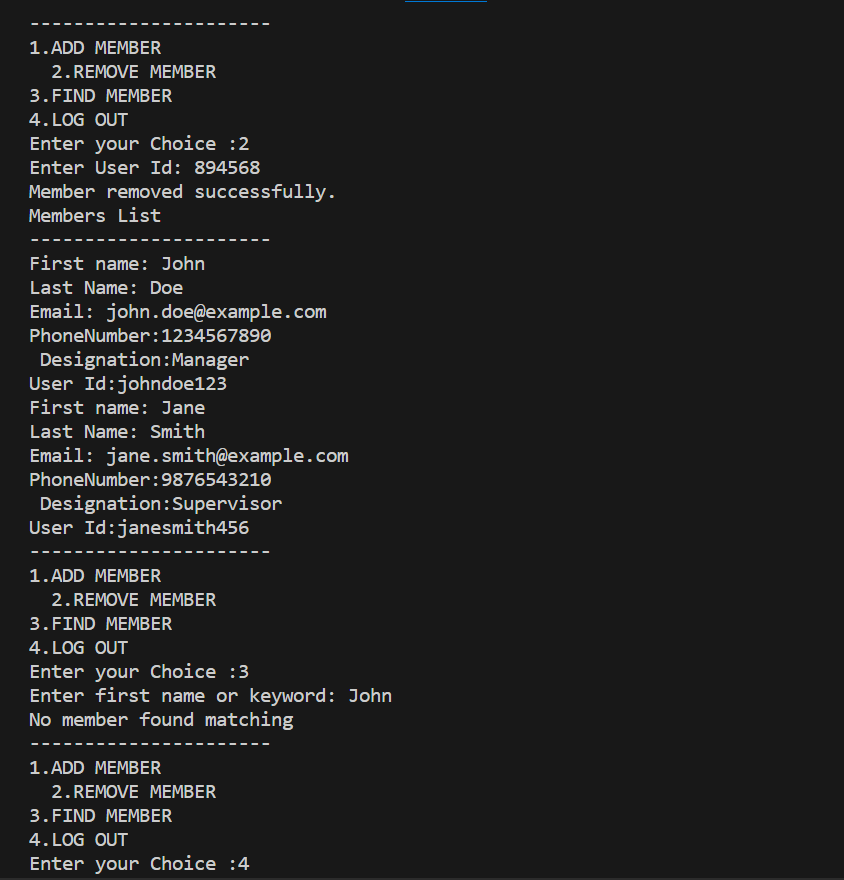 ----------------------
1.ADD MEMBER
  2.REMOVE MEMBER
3.FIND MEMBER
4.LOG OUT
Enter your Choice :2
Enter User Id: 894568
Member removed successfully.
Members List
----------------------
First name: John
Last Name: Doe
Email: john.doe@example.com
PhoneNumber:1234567890
 Designation:Manager
User Id:johndoe123
First name: Jane
Last Name: Smith
Email: jane.smith@example.com
PhoneNumber:9876543210
 Designation:Supervisor
User Id:janesmith456
----------------------
1.ADD MEMBER
  2.REMOVE MEMBER
3.FIND MEMBER
4.LOG OUT
Enter your Choice :3
Enter first name or keyword: John
No member found matching
----------------------
1.ADD MEMBER
  2.REMOVE MEMBER
3.FIND MEMBER
4.LOG OUT
Enter your Choice :4